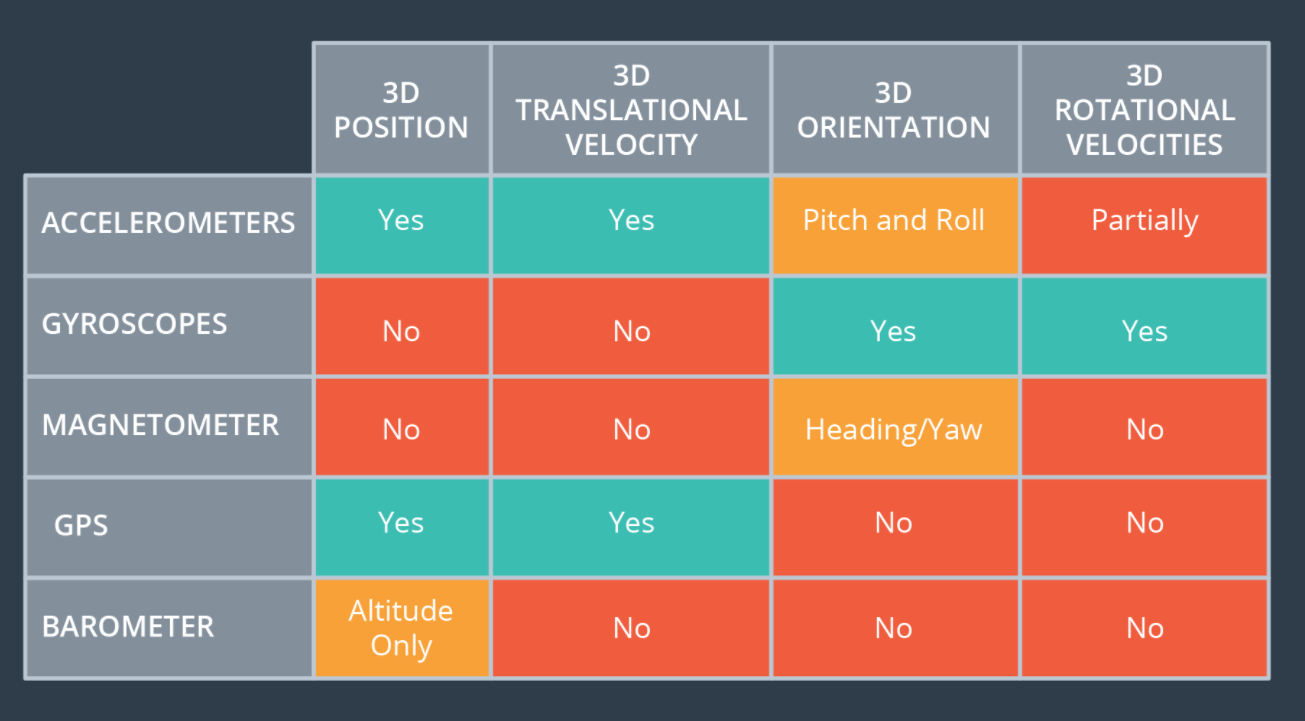 3D
POSITION
3D
TRANSLATIONAL
VELOCITY
3D
ORIENTATION
3D
ROTATIONAL
VELOCITIES
ACCELEROMETERS
Yes
Yes
Pitch and Roll
Partially
GYROSCOPES
No
No
Yes
Yes
MAGNETOMETER
No
No
Heading/Yaw
No
GPS
Yes
Yes
No
No
BAROMETER
Altitude
Only
No
No
No